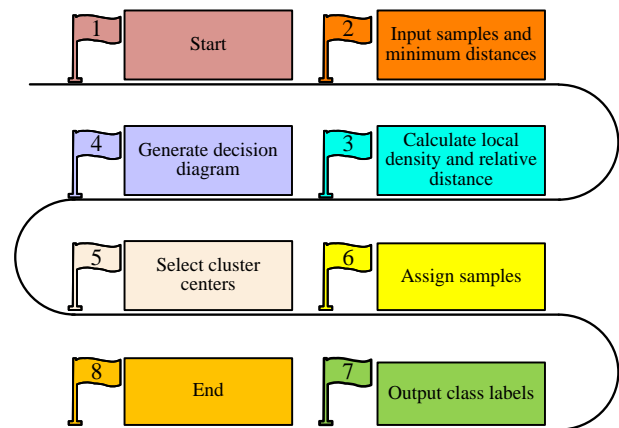 1
Start
2
Input samples and
minimum distances
4
Generate decision
diagram
3
Calculate local
density and relative
distance
5
Select cluster
centers
6
Assign samples
8
End
7
Output class labels